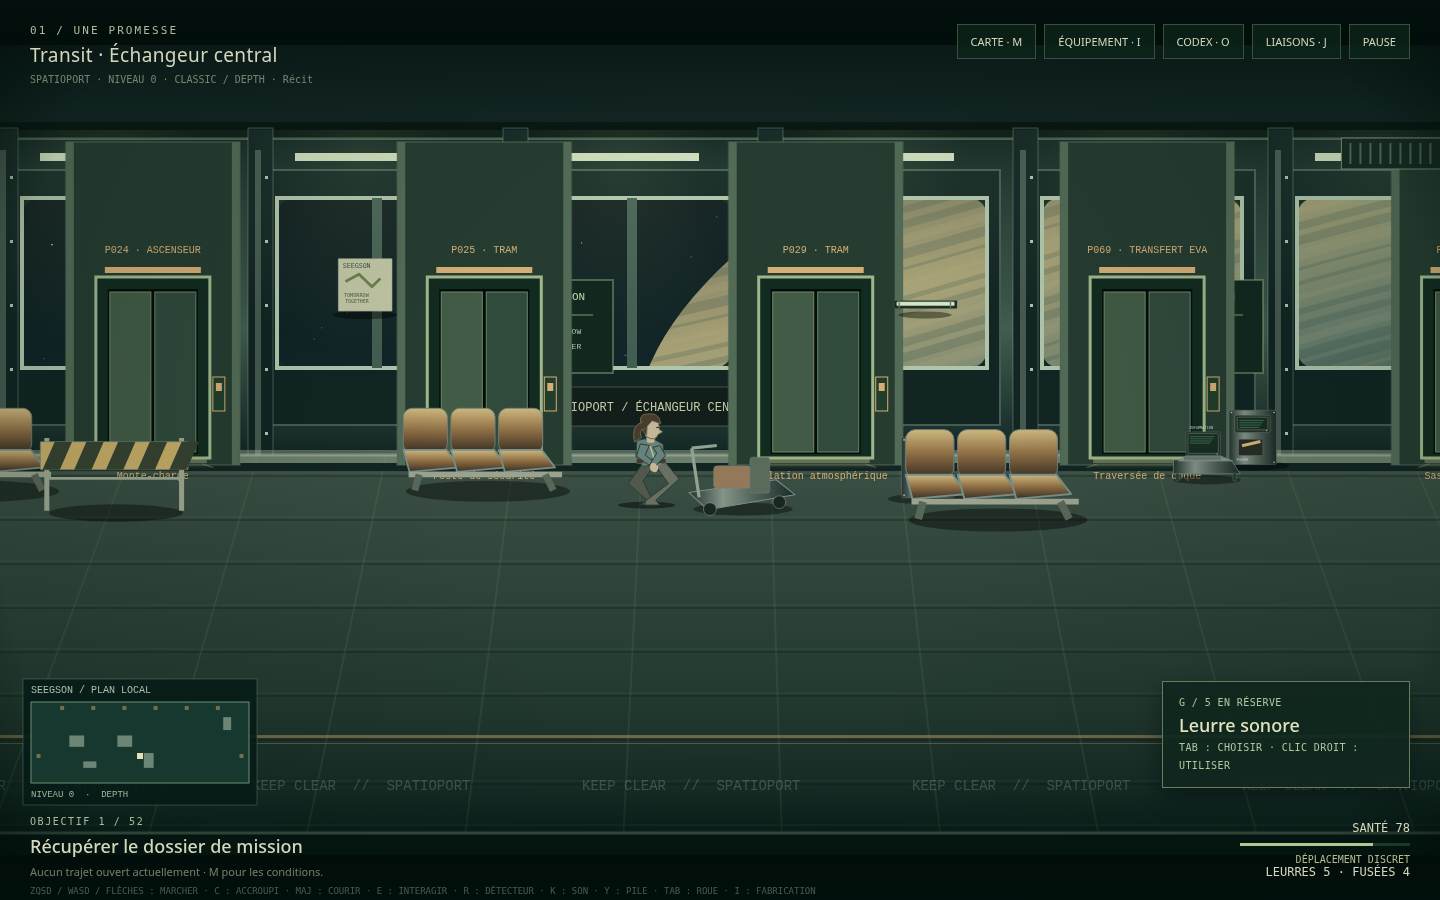 01 / UNE PROMESSE
Transit · Échangeur central
SPATIOPORT · NIVEAU 0 · CLASSIC / DEPTH · Récit
CARTE · M
ÉQUIPEMENT · I
CODEX · O
LIAISONS · J
PAUSE
P024 · ASCENSEUR
P025 · TRAM
P029 · TRAM
P069 · TRANSFERT EVA
SEEGSON
TOMORROW
TOGETHER
ON
OW
ER
IOPORT / ÉCHANGEUR CEN
Monte-charge
lation atmosphérique
Traversée de coque
Sas
SEEGSON / PLAN LOCAL
NIVEAU 0 · DEPTH
KEEP CLEAR // SPATIOPORT
KEEP CLEAR // SPATIOPORT
KEEP CLEAR // SPATIOPORT
G / 5 EN RÉSERVE
Leurre sonore
TAB : CHOISIR · CLIC DROIT :
UTILISER
OBJECTIF 1 / 52
Récupérer le dossier de mission
Aucun trajet ouvert actuellement · M pour les conditions.
ZQSD / WASD / FLÈCHES : MARCHER · C : ACCROUPI · MAJ : COURIR · E : INTERAGIR · R : DÉTECTEUR · K : SON · Y : PILE · TAB : ROUE · I : FABRICATION
SANTÉ 78
DÉPLACEMENT DISCRET
LEURRES 5 · FUSÉES 4